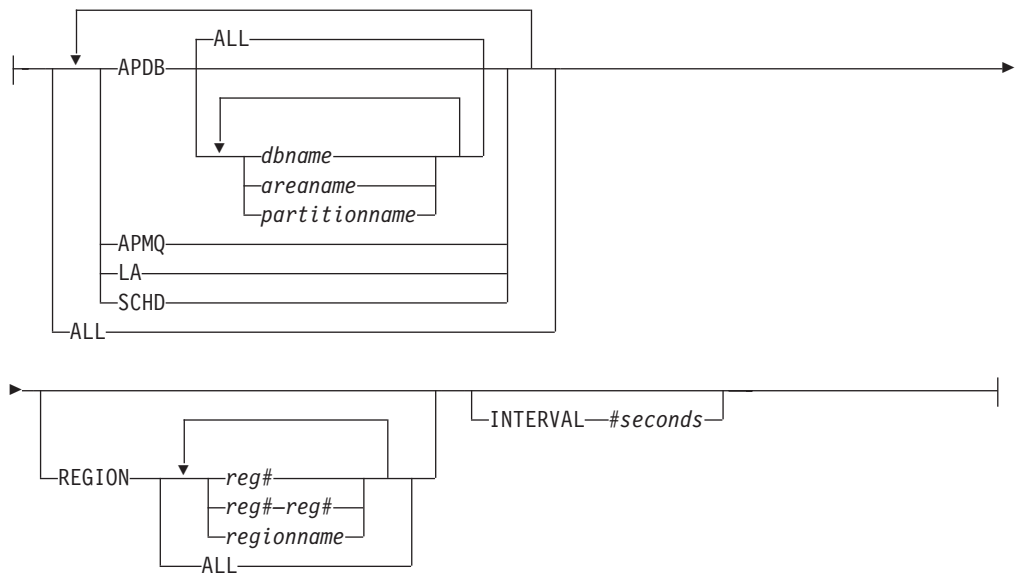 ALL
APDB
dbname
areaname
partitionname
APMQ
LA
SCHD
ALL
INTERVAL #seconds
REGION reg#
reg#–reg#
regionname
ALL